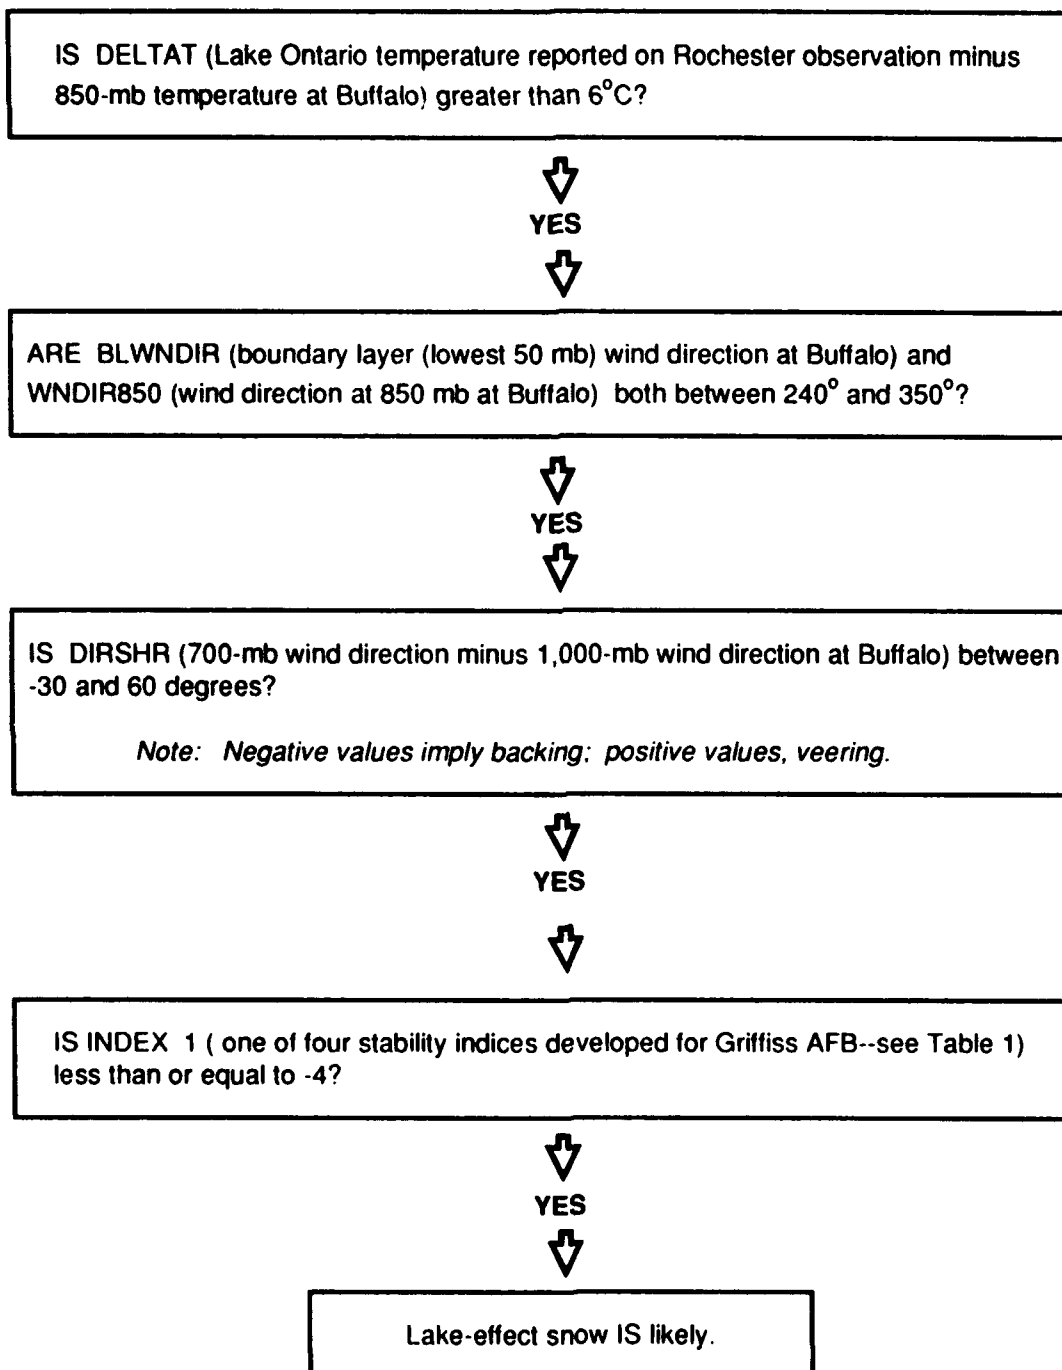 IS DELTAT (Lake Ontario temperature reported on Rochester observation minus
850-mb temperature at Buffalo) greater than 6°C?
YES
ARE BLWNDIR (boundary layer (lowest 50 mb) wind direction at Buffalo) and
WNDIR850 (wind direction at 850 mb at Buffalo) both between 240° and 350°?
YES
IS DIRSHR (700-mb wind direction minus 1,000-mb wind direction at Buffalo) between
-30 and 60 degrees?
Note: Negative values imply backing; positive values, veering.
YES
IS INDEX 1 ( one of four stability indices developed for Griffiss AFB--see Table 1)
less than or equal to -4?
YES
Lake-effect snow IS likely.